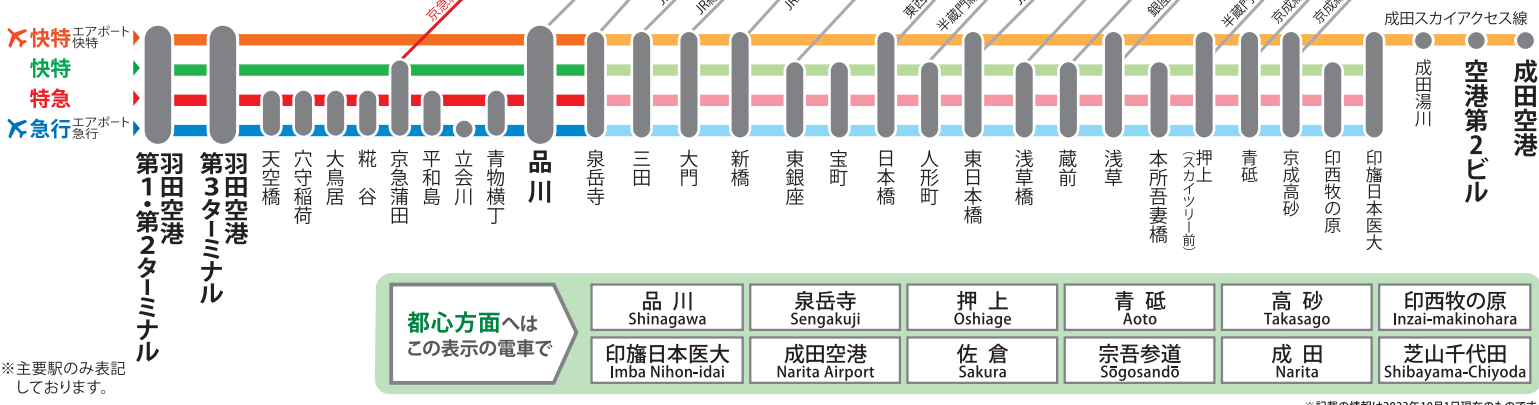 快特 エアポート快特
快特
特急
急行 エアポート急行
成田スカイアクセス線
羽田空港第1・第2ターミナル
羽田空港第3ターミナル
天空橋
穴守稲荷
大鳥居
糀谷
京急蒲田
平和島
立会川
青物横丁
品川
泉岳寺
三田
大門
新橋
東銀座
宝町
日本橋
人形町
東日本橋
浅草橋
蔵前
浅草
本所吾妻橋
押上(スカイツリー前)
青砥
京成高砂
印西牧の原
印旛日本医大
成田湯川
空港第2ビル
成田空港
都心方面へは
この表示の電車で
品川
Shinagawa
泉岳寺
Sengakuji
押上
Oshiage
青砥
Aoto
高砂
Takasago
印西牧の原
Inzai-makinohara
印旛日本医大
Imba Nihon-idai
成田空港
Narita Airport
佐倉
Sakura
宗吾参道
Sōgosandō
成田
Narita
芝山千代田
Shibayama-Chiyoda
※主要駅のみ表記
しております。